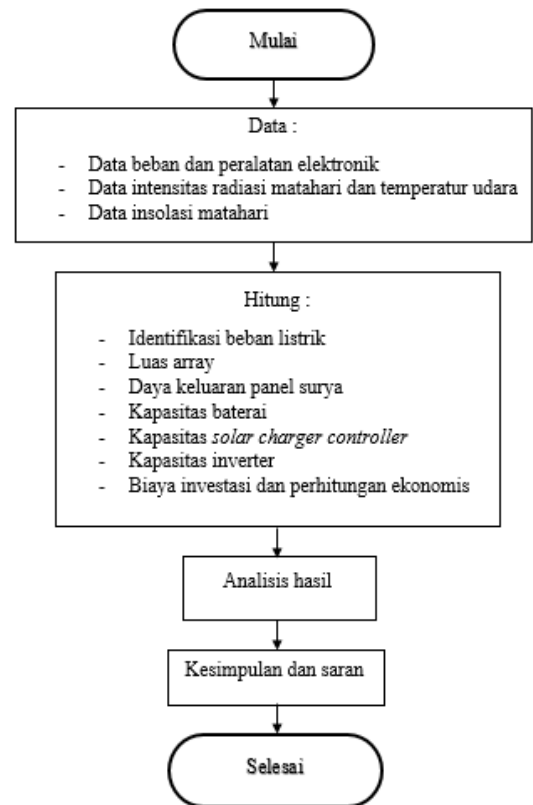 Mulai
Data :
- Data beban dan peralatan elektronik
- Data intensitas radiasi matahari dan temperatur udara
- Data insolasi matahari
Hitung :
- Identifikasi beban listrik
- Luas array
- Daya keluaran panel surya
- Kapasitas baterai
- Kapasitas solar charger controller
- Kapasitas inverter
- Biaya investasi dan perhitungan ekonomis
Analisis hasil
Kesimpulan dan saran
Selesai